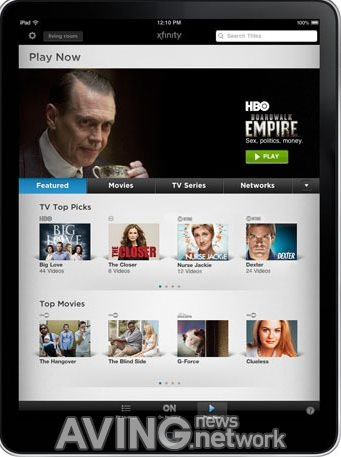 iPad 12:10 PM 100%
living room xfinity Search Titles
Play Now
HBO
BOARDWALK
EMPIRE
Sex, politics, money.
PLAY
Featured Movies TV Series Networks
TV Top Picks
HBO SHOWTIME SHOWTIME
BIG LOVE THE CLOSER NURSE JACKIE DEXTER
Big Love The Closer Nurse Jackie Dexter
44 Videos 6 Videos 12 Videos 24 Videos
Top Movies
The Hangover The Blind Side G-Force Clueless
ON
?
AVING news
.network